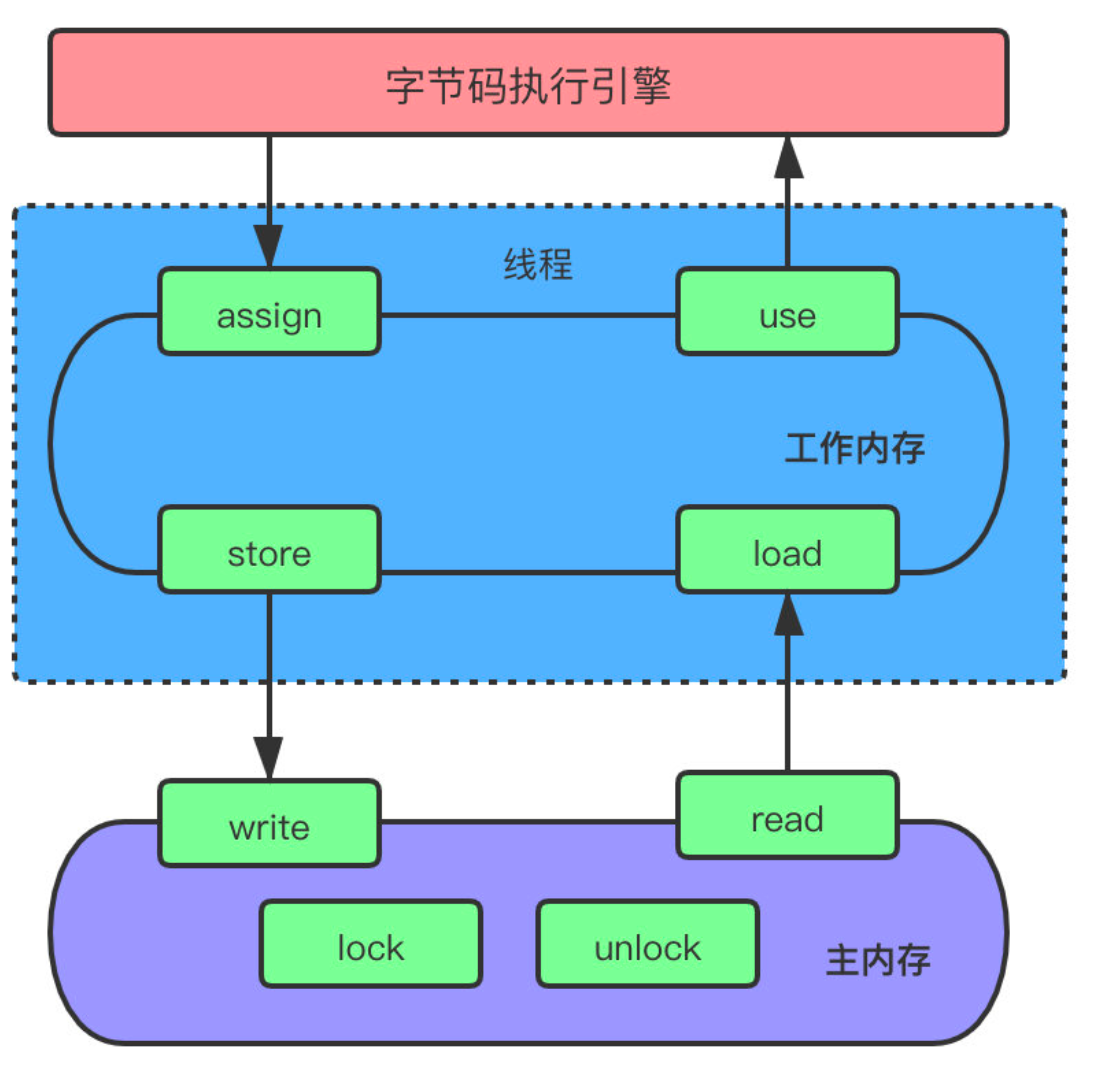 字节码执行引擎
线程
assign
use
工作内存
store
load
write
read
lock
unlock
主内存